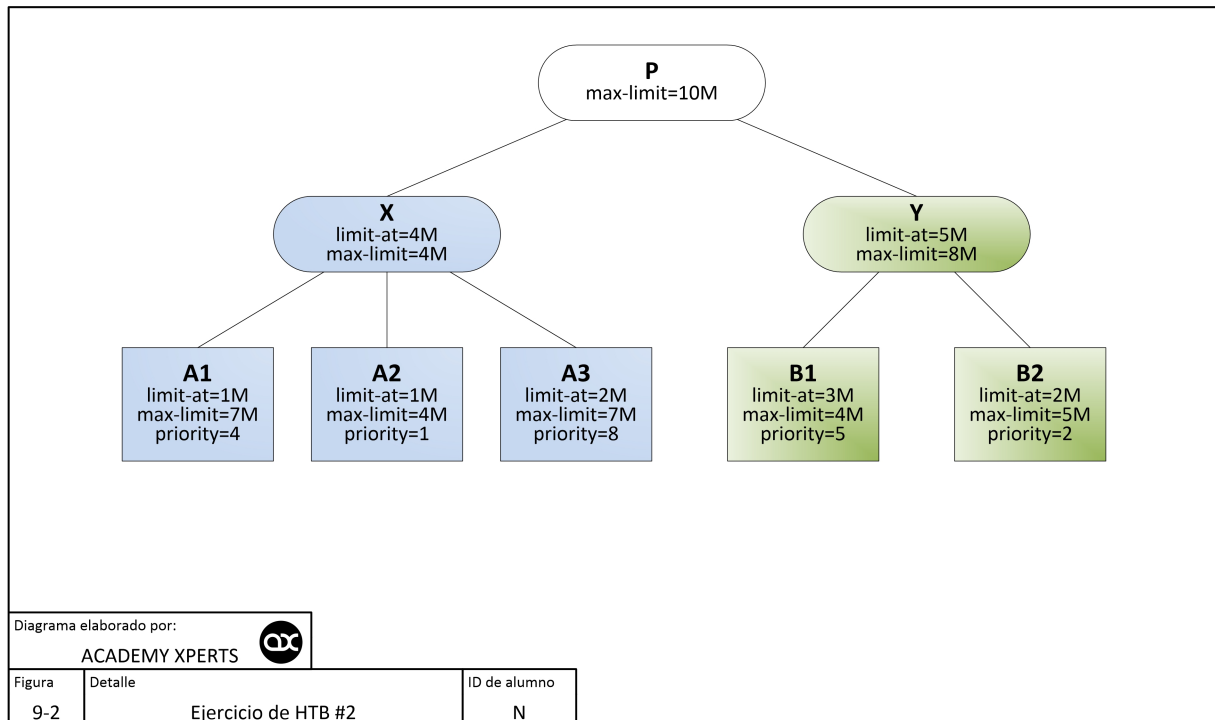 P
max-limit=10M
X
limit-at=4M
max-limit=4M
Y
limit-at=5M
max-limit=8M
A1
limit-at=1M
max-limit=7M
priority=4
A2
limit-at=1M
max-limit=4M
priority=1
A3
limit-at=2M
max-limit=7M
priority=8
B1
limit-at=3M
max-limit=4M
priority=5
B2
limit-at=2M
max-limit=5M
priority=2
Diagrama elaborado por:
ax
ACADEMY XPERTS
Figura
9-2
Detalle
Ejercicio de HTB #2
ID de alumno
N